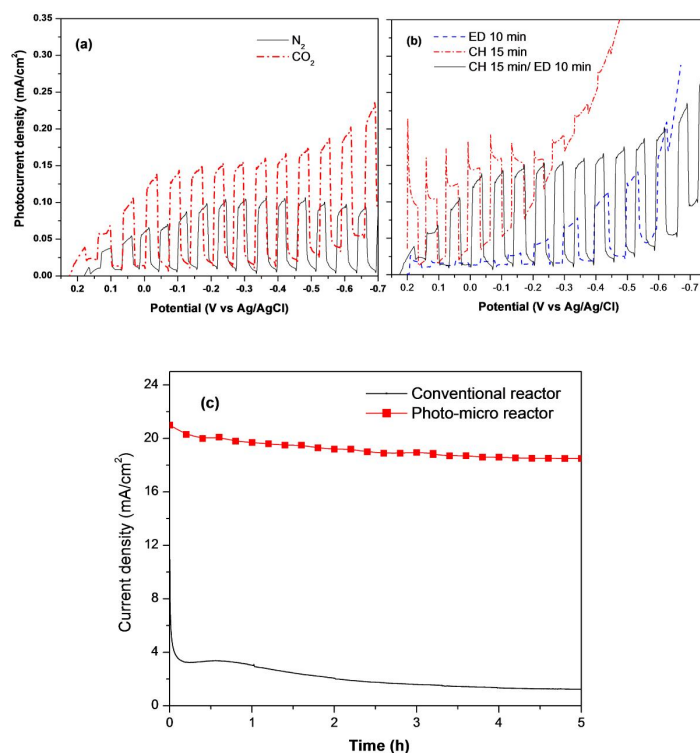 (a)
N2
CO2
Photocurrent density (mA/cm2)
0.35
0.30
0.25
0.20
0.15
0.10
0.05
0.00
0.2 0.1 0.0 -0.1 -0.2 -0.3 -0.4 -0.5 -0.6 -0.7
Potential (V vs Ag/AgCl)
(b)
ED 10 min
CH 15 min
CH 15 min/ ED 10 min
0.2 0.1 0.0 -0.1 -0.2 -0.3 -0.4 -0.5 -0.6 -0.7
Potential (V vs Ag/AgCl)
(c)
Conventional reactor
Photo-micro reactor
Current density (mA/cm2)
24
20
16
12
8
4
0
0 1 2 3 4 5
Time (h)